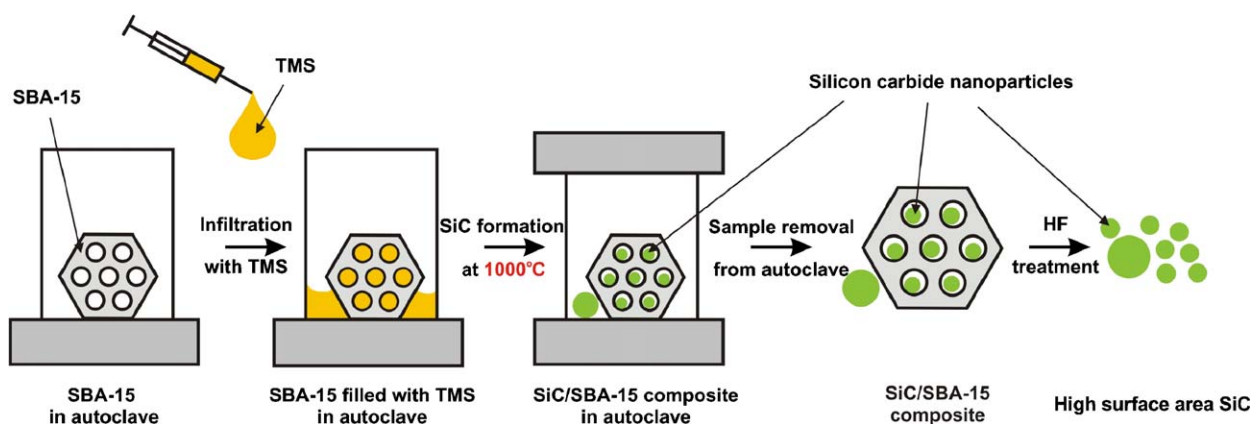 TMS
SBA-15
Silicon carbide nanoparticles
Infiltration
with TMS
SiC formation
at 1000°C
Sample removal
from autoclave
HF
treatment
SBA-15
in autoclave
SBA-15 filled with TMS
in autoclave
SiC/SBA-15 composite
in autoclave
SiC/SBA-15
composite
High surface area SiC